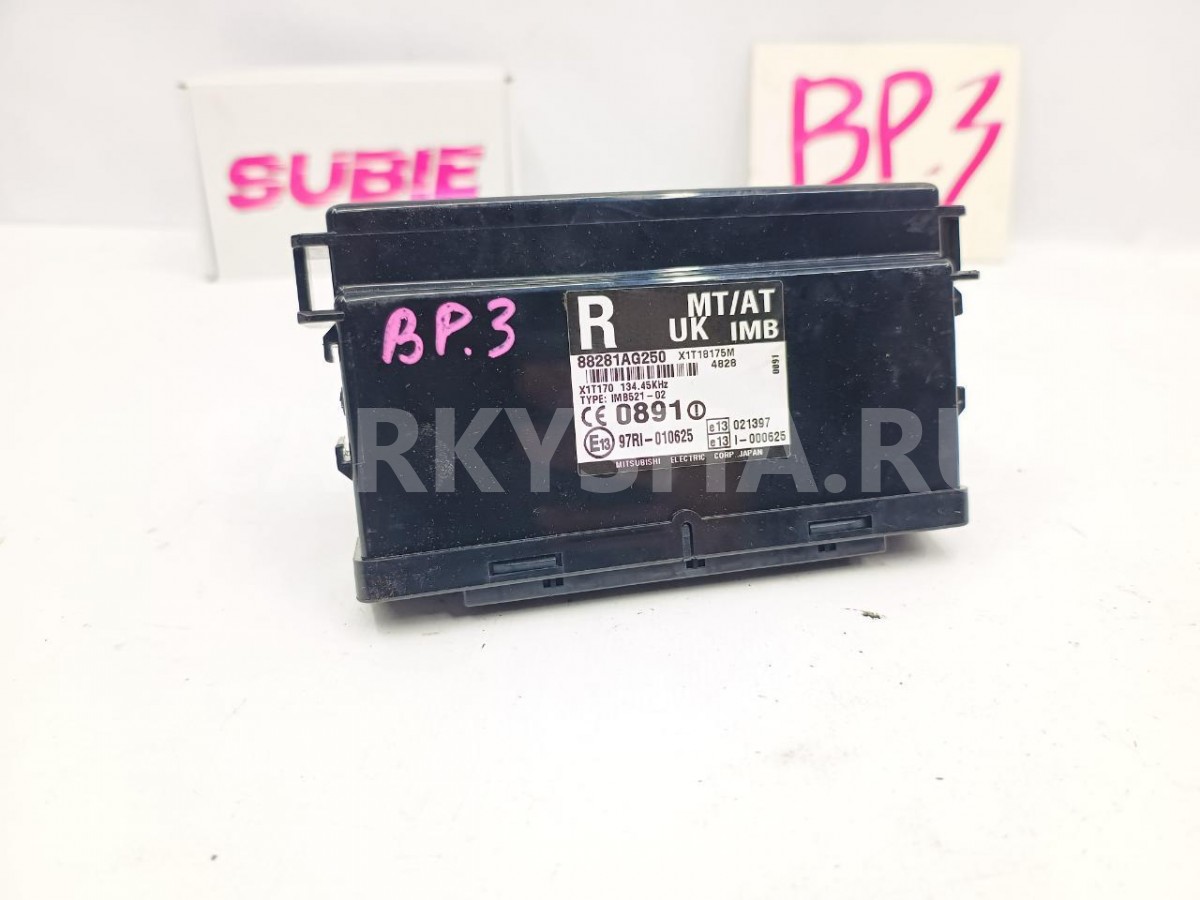 SUBIE
BP.3
BP.3
R MT/AT
UK IMB
88281AG250 X1T18175M
4828
0891
X1T170 134.45KHz
TYPE: IMB521-02
CE 0891
E13 97RI-010625
e13 021397
e13 I-000625
MITSUBISHI ELECTRIC CORP. JAPAN
RKYSHA.RU